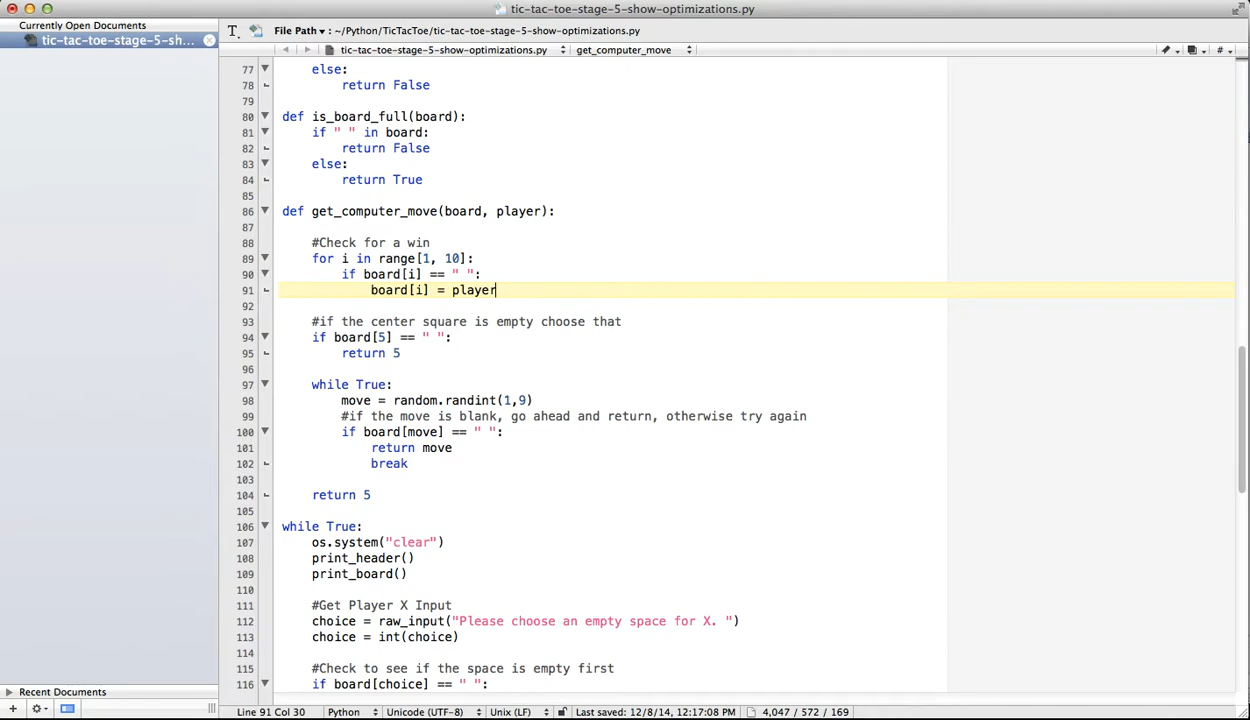 tic-tac-toe-stage-5-show-optimizations.py
Currently Open Documents
tic-tac-toe-stage-5-sh...
File Path ▾ : ~/Python/TicTacToe/tic-tac-toe-stage-5-show-optimizations.py
tic-tac-toe-stage-5-show-optimizations.py get_computer_move
77 else:
78 return False
79
80 def is_board_full(board):
81 if " " in board:
82 return False
83 else:
84 return True
85
86 def get_computer_move(board, player):
87
88 #Check for a win
89 for i in range[1, 10]:
90 if board[i] == " ":
91 board[i] = player
92
93 #if the center square is empty choose that
94 if board[5] == " ":
95 return 5
96
97 while True:
98 move = random.randint(1,9)
99 #if the move is blank, go ahead and return, otherwise try again
100 if board[move] == " ":
101 return move
102 break
103
104 return 5
105
106 while True:
107 os.system("clear")
108 print_header()
109 print_board()
110
111 #Get Player X Input
112 choice = raw_input("Please choose an empty space for X. ")
113 choice = int(choice)
114
115 #Check to see if the space is empty first
116 if board[choice] == " ":
Recent Documents
Line 91 Col 30 Python Unicode (UTF-8) Unix (LF) Last saved: 12/8/14, 12:17:08 PM 4,047 / 572 / 169